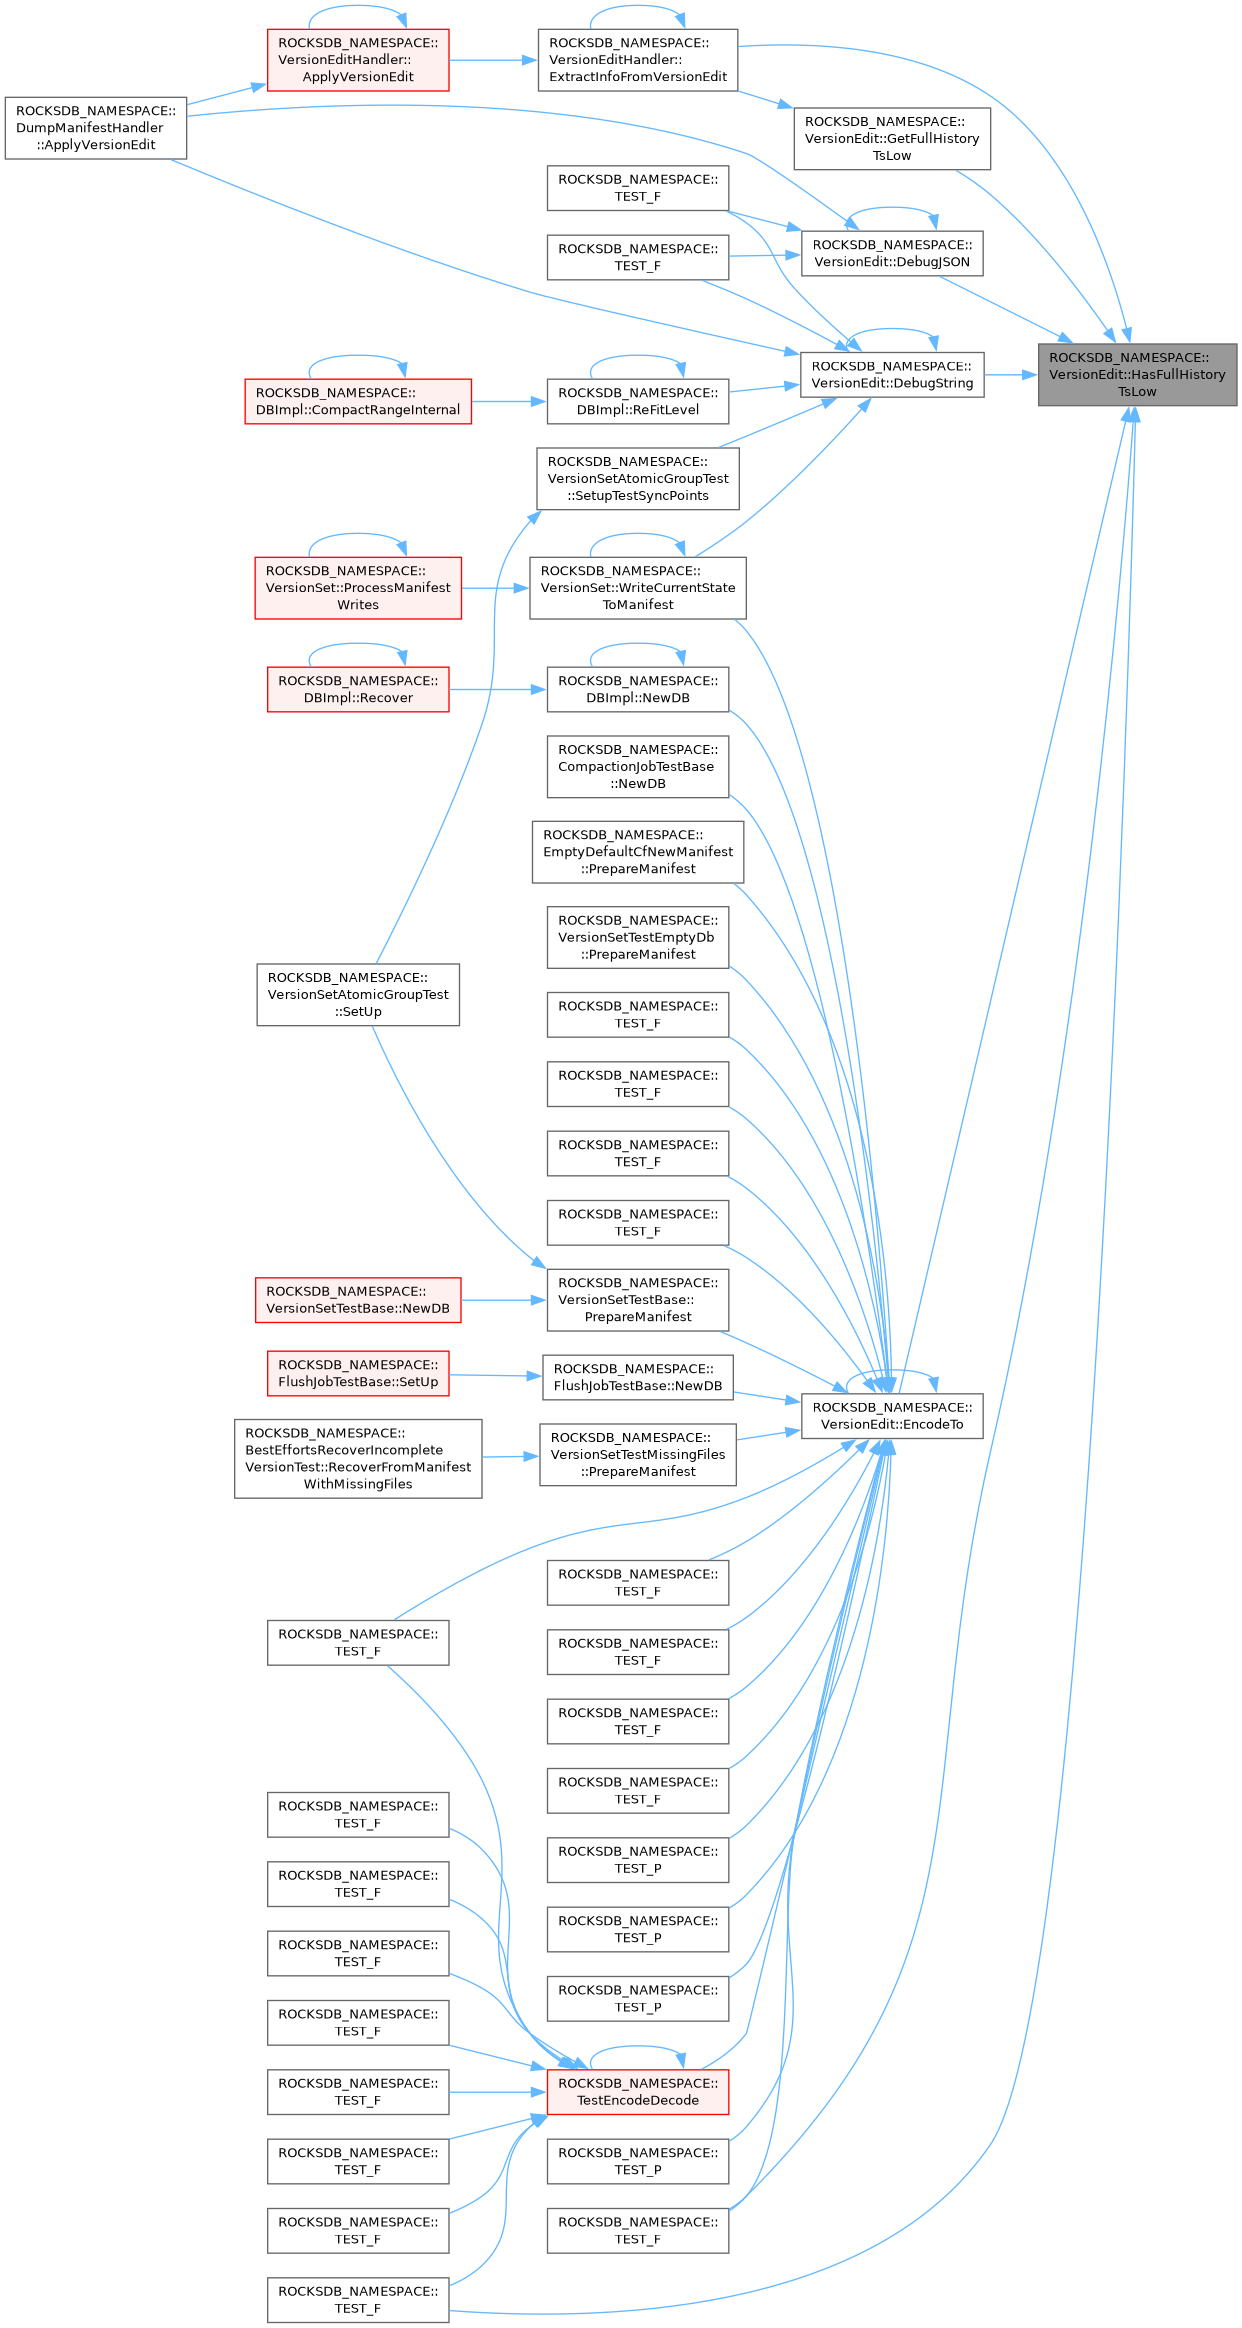 ROCKSDB_NAMESPACE::
VersionEditHandler::
ApplyVersionEdit
ROCKSDB_NAMESPACE::
VersionEditHandler::
ExtractInfoFromVersionEdit
ROCKSDB_NAMESPACE::
DumpManifestHandler
::ApplyVersionEdit
ROCKSDB_NAMESPACE::
VersionEdit::GetFullHistory
TsLow
ROCKSDB_NAMESPACE::
TEST_F
ROCKSDB_NAMESPACE::
TEST_F
ROCKSDB_NAMESPACE::
VersionEdit::DebugJSON
ROCKSDB_NAMESPACE::
VersionEdit::DebugString
ROCKSDB_NAMESPACE::
VersionEdit::HasFullHistory
TsLow
ROCKSDB_NAMESPACE::
DBImpl::CompactRangeInternal
ROCKSDB_NAMESPACE::
DBImpl::ReFitLevel
ROCKSDB_NAMESPACE::
VersionSetAtomicGroupTest
::SetupTestSyncPoints
ROCKSDB_NAMESPACE::
VersionSet::ProcessManifest
Writes
ROCKSDB_NAMESPACE::
VersionSet::WriteCurrentState
ToManifest
ROCKSDB_NAMESPACE::
DBImpl::Recover
ROCKSDB_NAMESPACE::
DBImpl::NewDB
ROCKSDB_NAMESPACE::
CompactionJobTestBase
::NewDB
ROCKSDB_NAMESPACE::
EmptyDefaultCfNewManifest
::PrepareManifest
ROCKSDB_NAMESPACE::
VersionSetTestEmptyDb
::PrepareManifest
ROCKSDB_NAMESPACE::
VersionSetAtomicGroupTest
::SetUp
ROCKSDB_NAMESPACE::
TEST_F
ROCKSDB_NAMESPACE::
TEST_F
ROCKSDB_NAMESPACE::
TEST_F
ROCKSDB_NAMESPACE::
TEST_F
ROCKSDB_NAMESPACE::
VersionSetTestBase::NewDB
ROCKSDB_NAMESPACE::
VersionSetTestBase::
PrepareManifest
ROCKSDB_NAMESPACE::
FlushJobTestBase::SetUp
ROCKSDB_NAMESPACE::
FlushJobTestBase::NewDB
ROCKSDB_NAMESPACE::
VersionEdit::EncodeTo
ROCKSDB_NAMESPACE::
BestEffortsRecoverIncomplete
VersionTest::RecoverFromManifest
WithMissingFiles
ROCKSDB_NAMESPACE::
VersionSetTestMissingFiles
::PrepareManifest
ROCKSDB_NAMESPACE::
TEST_F
ROCKSDB_NAMESPACE::
TEST_F
ROCKSDB_NAMESPACE::
TEST_F
ROCKSDB_NAMESPACE::
TEST_F
ROCKSDB_NAMESPACE::
TEST_F
ROCKSDB_NAMESPACE::
TEST_F
ROCKSDB_NAMESPACE::
TEST_P
ROCKSDB_NAMESPACE::
TEST_F
ROCKSDB_NAMESPACE::
TEST_P
ROCKSDB_NAMESPACE::
TEST_F
ROCKSDB_NAMESPACE::
TEST_P
ROCKSDB_NAMESPACE::
TEST_F
ROCKSDB_NAMESPACE::
TestEncodeDecode
ROCKSDB_NAMESPACE::
TEST_F
ROCKSDB_NAMESPACE::
TEST_P
ROCKSDB_NAMESPACE::
TEST_F
ROCKSDB_NAMESPACE::
TEST_F
ROCKSDB_NAMESPACE::
TEST_F
ROCKSDB_NAMESPACE::
TEST_F